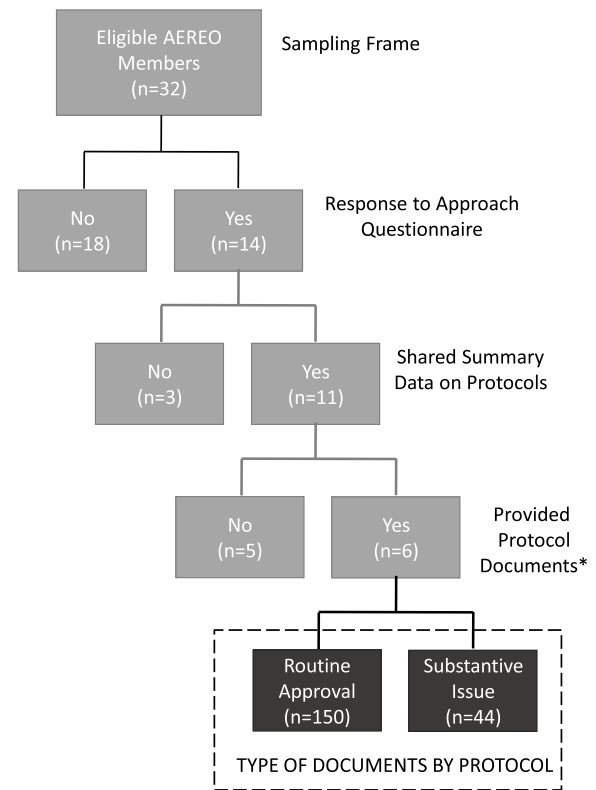 Eligible AEREO
Members
(n=32)
Sampling Frame
No
(n=18)
Yes
(n=14)
Response to Approach
Questionnaire
No
(n=3)
Yes
(n=11)
Shared Summary
Data on Protocols
No
(n=5)
Yes
(n=6)
Provided
Protocol
Documents*
Routine
Approval
(n=150)
Substantive
Issue
(n=44)
TYPE OF DOCUMENTS BY PROTOCOL